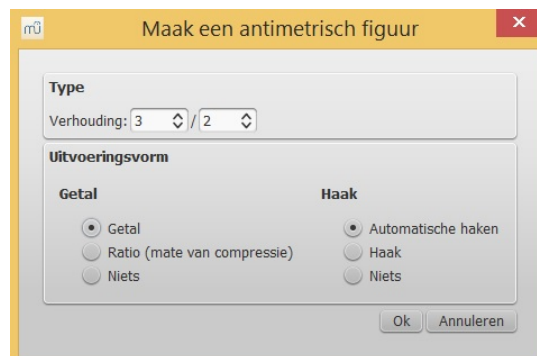 mû Maak een antimetrisch figuur
Type
Verhouding: 3 / 2
Uitvoeringsvorm
Getal Haak
Getal Automatische haken
Ratio (mate van compressie) Haak
Niets Niets
Ok Annuleren